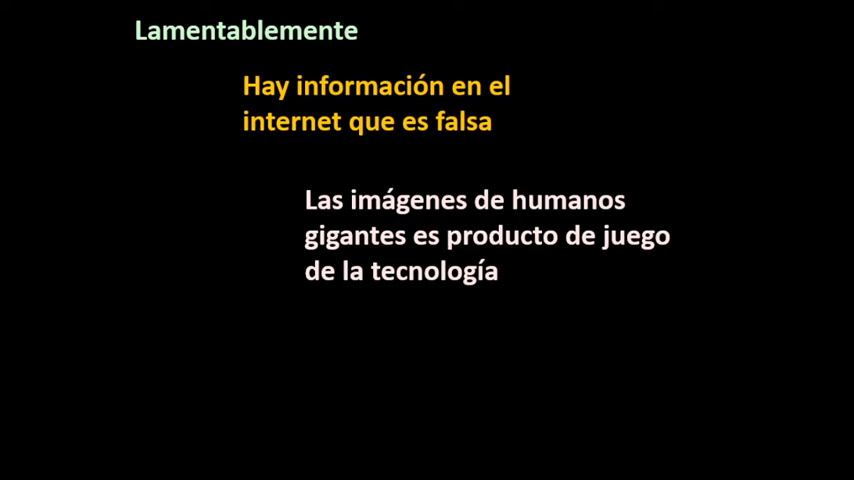 Lamentablemente
Hay información en el
internet que es falsa
Las imágenes de humanos
gigantes es producto de juego
de la tecnología